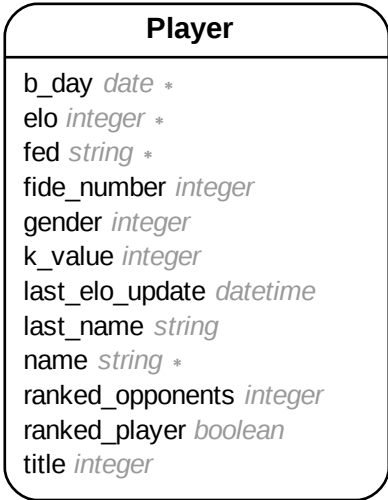 Player
b_day date *
elo integer *
fed string *
fide_number integer
gender integer
k_value integer
last_elo_update datetime
last_name string
name string *
ranked_opponents integer
ranked_player boolean
title integer